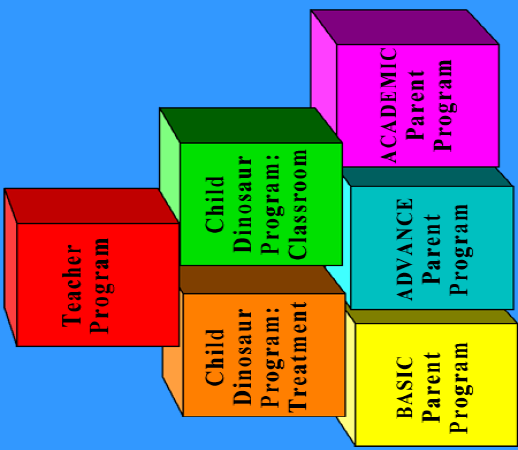 Teacher
Program
Child
Dinosaur
Program:
Treatment
Child
Dinosaur
Program:
Classroom
BASIC
Parent
Program
ADVANCE
Parent
Program
ACADEMIC
Parent
Program